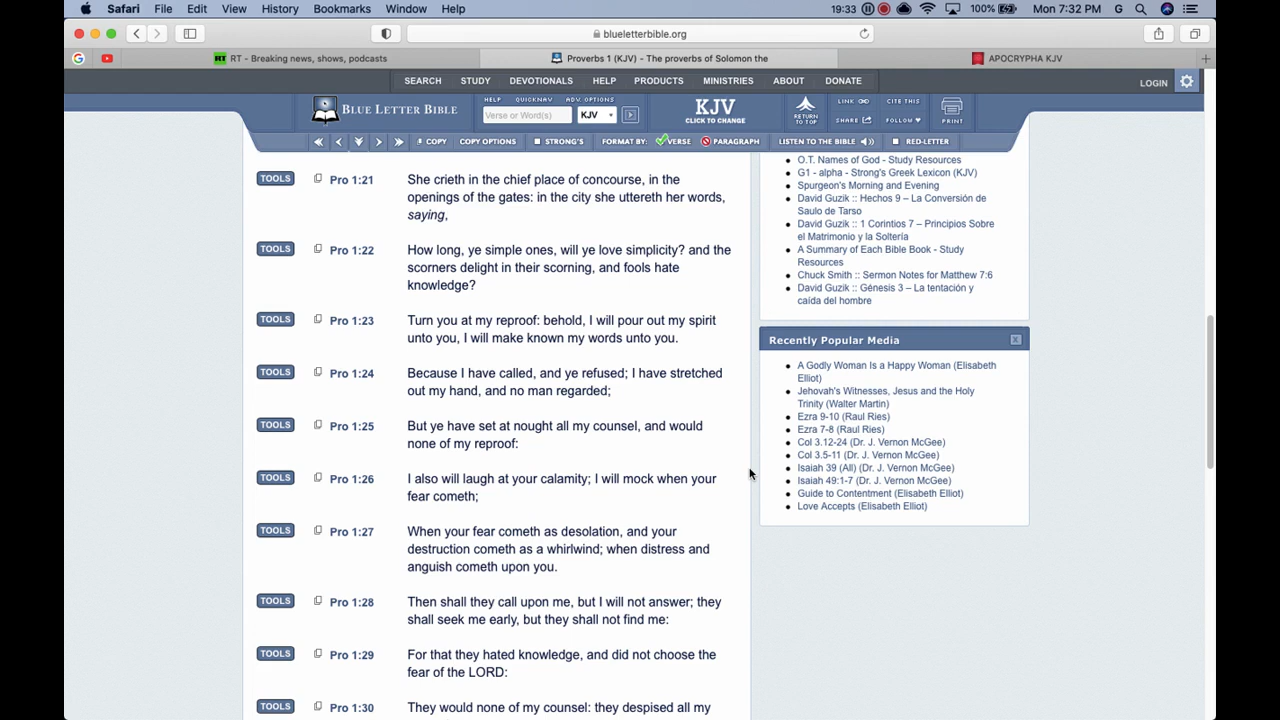 Safari File Edit View History Bookmarks Window Help 19:33 100% Mon 7:32 PM G
blueletterbible.org
RT - Breaking news, shows, podcasts Proverbs 1 (KJV) - The proverbs of Solomon the APOCRYPHA KJV
SEARCH STUDY DEVOTIONALS HELP PRODUCTS MINISTRIES ABOUT DONATE LOGIN
BLUE LETTER BIBLE
HELP QUICKNAV ADV. OPTIONS
Verse or Word(s) KJV
KJV
CLICK TO CHANGE
RETURN
TO TOP
LINK CITE THIS
SHARE FOLLOW
PRINT
COPY COPY OPTIONS STRONG'S FORMAT BY: VERSE PARAGRAPH LISTEN TO THE BIBLE RED-LETTER
TOOLS Pro 1:21 She crieth in the chief place of concourse, in the
openings of the gates: in the city she uttereth her words,
saying,
TOOLS Pro 1:22 How long, ye simple ones, will ye love simplicity? and the
scorners delight in their scorning, and fools hate
knowledge?
TOOLS Pro 1:23 Turn you at my reproof: behold, I will pour out my spirit
unto you, I will make known my words unto you.
TOOLS Pro 1:24 Because I have called, and ye refused; I have stretched
out my hand, and no man regarded;
TOOLS Pro 1:25 But ye have set at nought all my counsel, and would
none of my reproof:
TOOLS Pro 1:26 I also will laugh at your calamity; I will mock when your
fear cometh;
TOOLS Pro 1:27 When your fear cometh as desolation, and your
destruction cometh as a whirlwind; when distress and
anguish cometh upon you.
TOOLS Pro 1:28 Then shall they call upon me, but I will not answer; they
shall seek me early, but they shall not find me:
TOOLS Pro 1:29 For that they hated knowledge, and did not choose the
fear of the LORD:
TOOLS Pro 1:30 They would none of my counsel: they despised all my
O.T. Names of God - Study Resources
G1 - alpha - Strong's Greek Lexicon (KJV)
Spurgeon's Morning and Evening
David Guzik :: Hechos 9 – La Conversión de
Saulo de Tarso
David Guzik :: 1 Corintios 7 – Principios Sobre
el Matrimonio y la Soltería
A Summary of Each Bible Book - Study
Resources
Chuck Smith :: Sermon Notes for Matthew 7:6
David Guzik :: Génesis 3 – La tentación y
caída del hombre
Recently Popular Media x
A Godly Woman Is a Happy Woman (Elisabeth
Elliot)
Jehovah's Witnesses, Jesus and the Holy
Trinity (Walter Martin)
Ezra 9-10 (Raul Ries)
Ezra 7-8 (Raul Ries)
Col 3.12-24 (Dr. J. Vernon McGee)
Col 3.5-11 (Dr. J. Vernon McGee)
Isaiah 39 (All) (Dr. J. Vernon McGee)
Isaiah 49:1-7 (Dr. J. Vernon McGee)
Guide to Contentment (Elisabeth Elliot)
Love Accepts (Elisabeth Elliot)